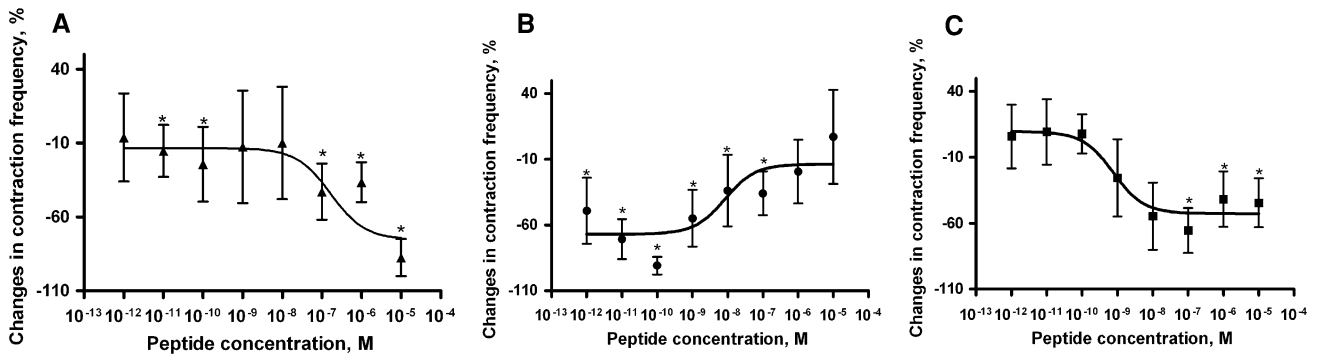 A
Changes in contraction frequency, %
40
-10
-60
-110
* * * * *
10-13 10-12 10-11 10-10 10-9 10-8 10-7 10-6 10-5 10-4
Peptide concentration, M
B
Changes in contraction frequency, %
40
-10
-60
-110
* * * * * *
10-13 10-12 10-11 10-10 10-9 10-8 10-7 10-6 10-5 10-4
Peptide concentration, M
C
Changes in contraction frequency, %
40
-10
-60
-110
* * *
10-13 10-12 10-11 10-10 10-9 10-8 10-7 10-6 10-5 10-4
Peptide concentration, M